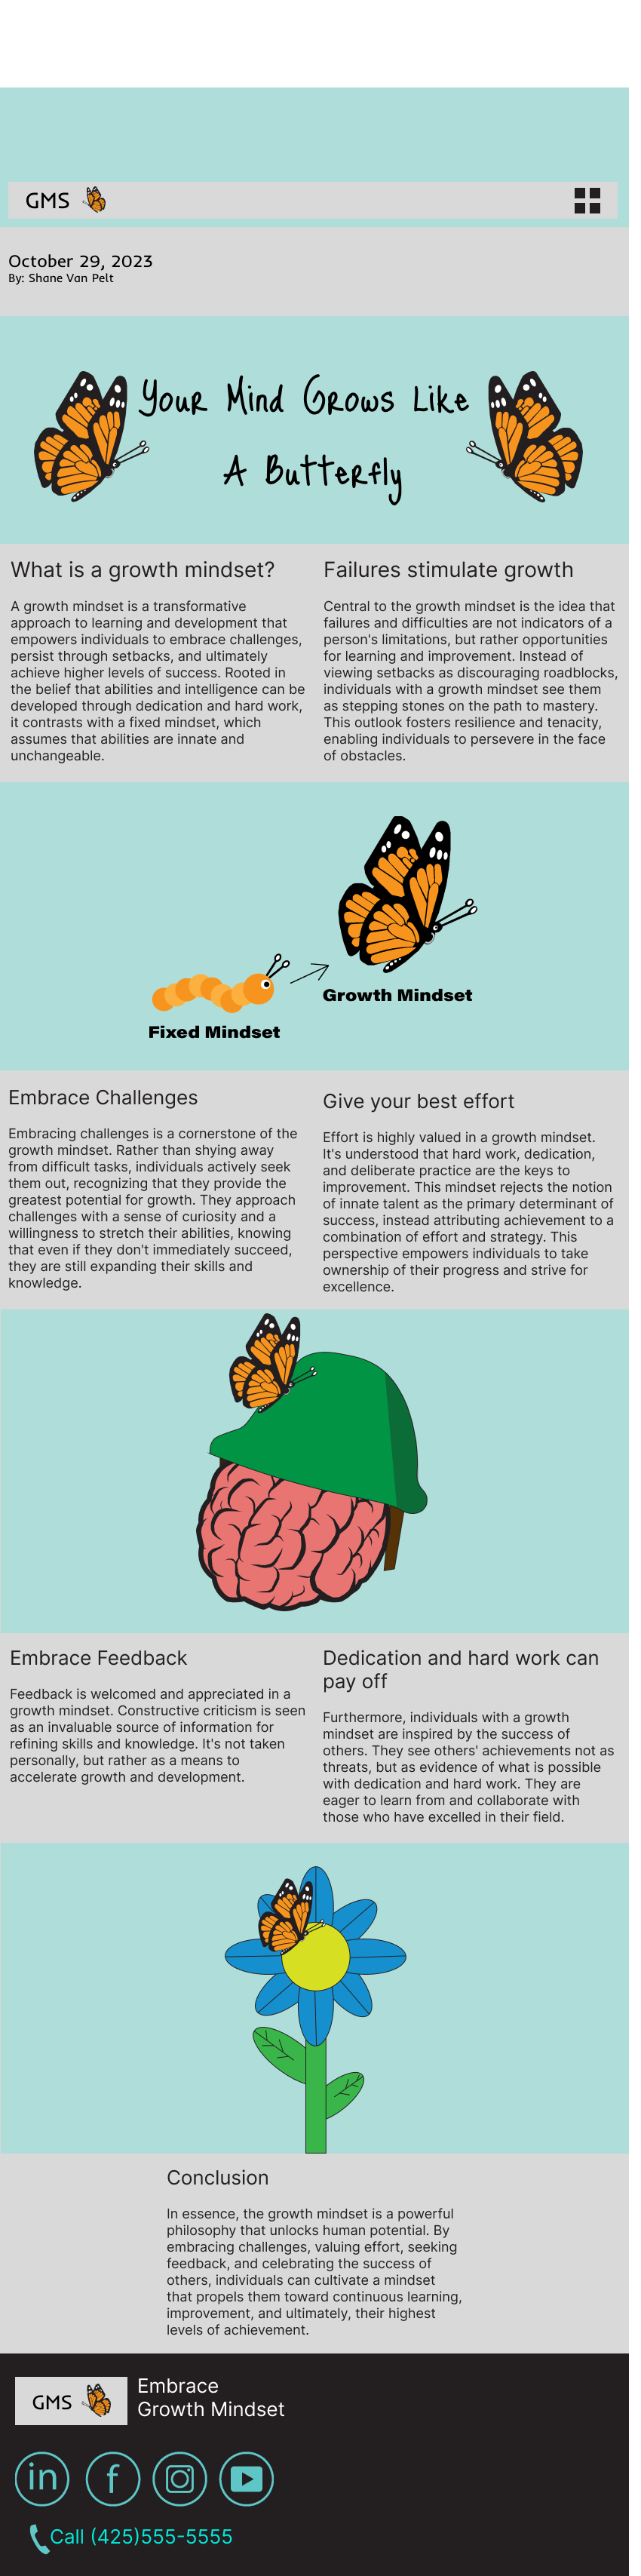 GMS
October 29, 2023
By: Shane Van Pelt
Your Mind Grows Like
A Butterfly
What is a growth mindset?
A growth mindset is a transformative
approach to learning and development that
empowers individuals to embrace challenges,
persist through setbacks, and ultimately
achieve higher levels of success. Rooted in
the belief that abilities and intelligence can be
developed through dedication and hard work,
it contrasts with a fixed mindset, which
assumes that abilities are innate and
unchangeable.
Failures stimulate growth
Central to the growth mindset is the idea that
failures and difficulties are not indicators of a
person's limitations, but rather opportunities
for learning and improvement. Instead of
viewing setbacks as discouraging roadblocks,
individuals with a growth mindset see them
as stepping stones on the path to mastery.
This outlook fosters resilience and tenacity,
enabling individuals to persevere in the face
of obstacles.
Growth Mindset
Fixed Mindset
Embrace Challenges
Embracing challenges is a cornerstone of the
growth mindset. Rather than shying away
from difficult tasks, individuals actively seek
them out, recognizing that they provide the
greatest potential for growth. They approach
challenges with a sense of curiosity and a
willingness to stretch their abilities, knowing
that even if they don't immediately succeed,
they are still expanding their skills and
knowledge.
Give your best effort
Effort is highly valued in a growth mindset.
It's understood that hard work, dedication,
and deliberate practice are the keys to
improvement. This mindset rejects the notion
of innate talent as the primary determinant of
success, instead attributing achievement to a
combination of effort and strategy. This
perspective empowers individuals to take
ownership of their progress and strive for
excellence.
Embrace Feedback
Feedback is welcomed and appreciated in a
growth mindset. Constructive criticism is seen
as an invaluable source of information for
refining skills and knowledge. It's not taken
personally, but rather as a means to
accelerate growth and development.
Dedication and hard work can
pay off
Furthermore, individuals with a growth
mindset are inspired by the success of
others. They see others' achievements not as
threats, but as evidence of what is possible
with dedication and hard work. They are
eager to learn from and collaborate with
those who have excelled in their field.
Conclusion
In essence, the growth mindset is a powerful
philosophy that unlocks human potential. By
embracing challenges, valuing effort, seeking
feedback, and celebrating the success of
others, individuals can cultivate a mindset
that propels them toward continuous learning,
improvement, and ultimately, their highest
levels of achievement.
GMS
Embrace
Growth Mindset
in f
Call (425)555-5555